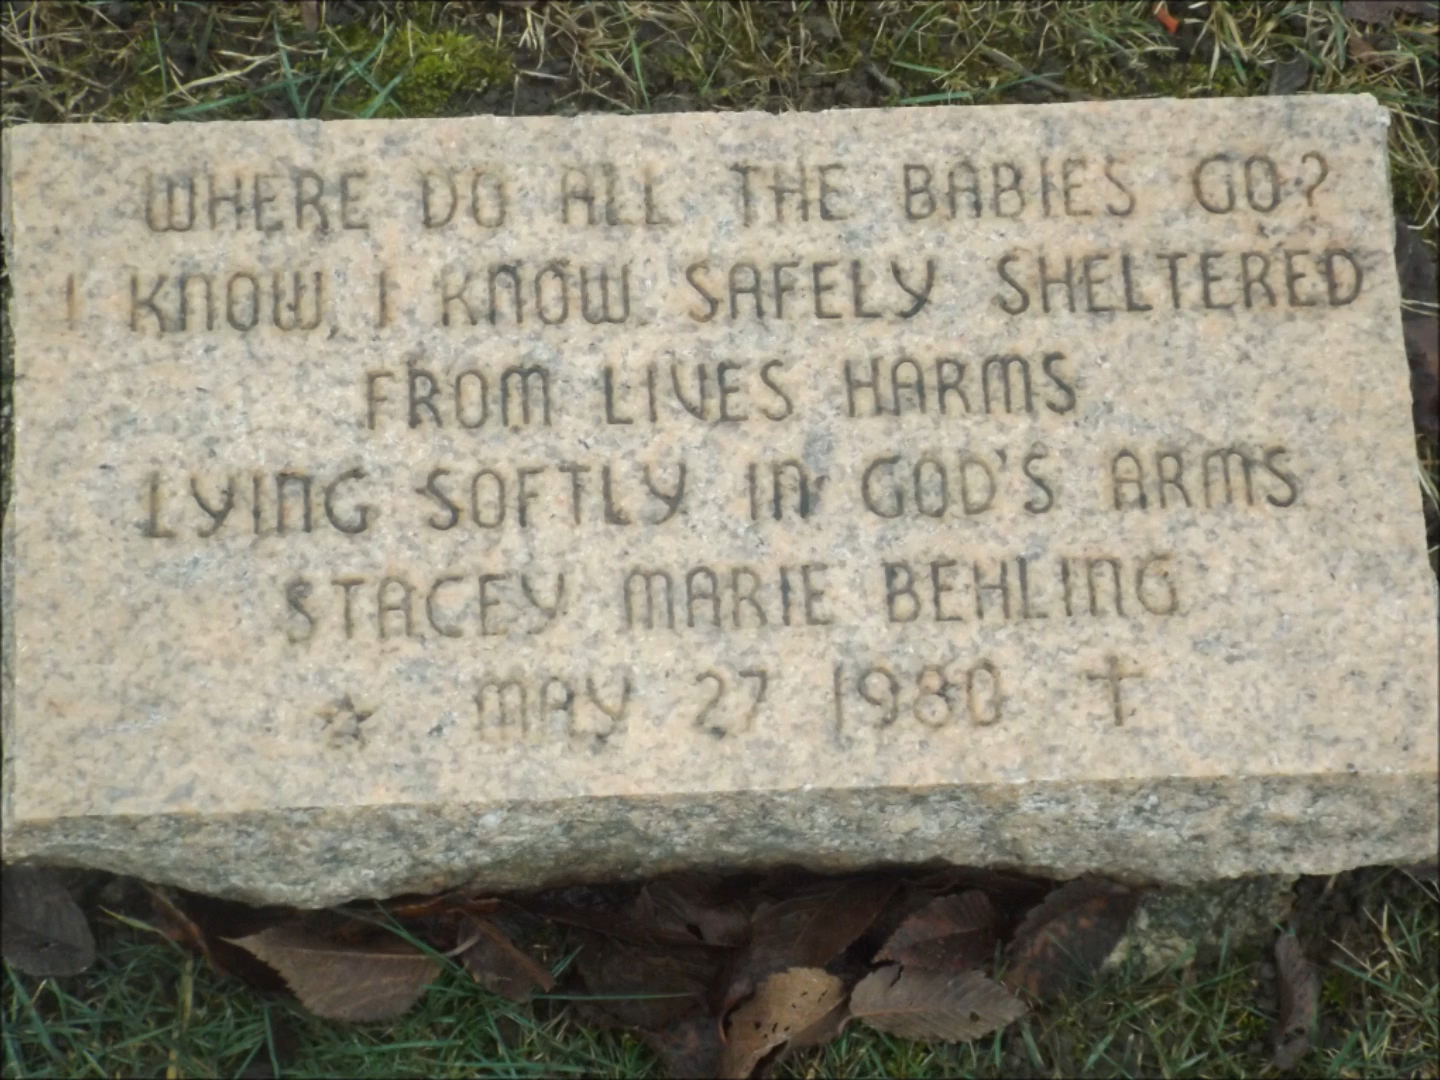 WHERE DO ALL THE BABIES GO?
I KNOW, I KNOW. SAFELY SHELTERED
FROM LIVES HARMS
LYING SOFTLY IN GOD'S ARMS
STACEY MARIE BEHLING
MAY 27 1980